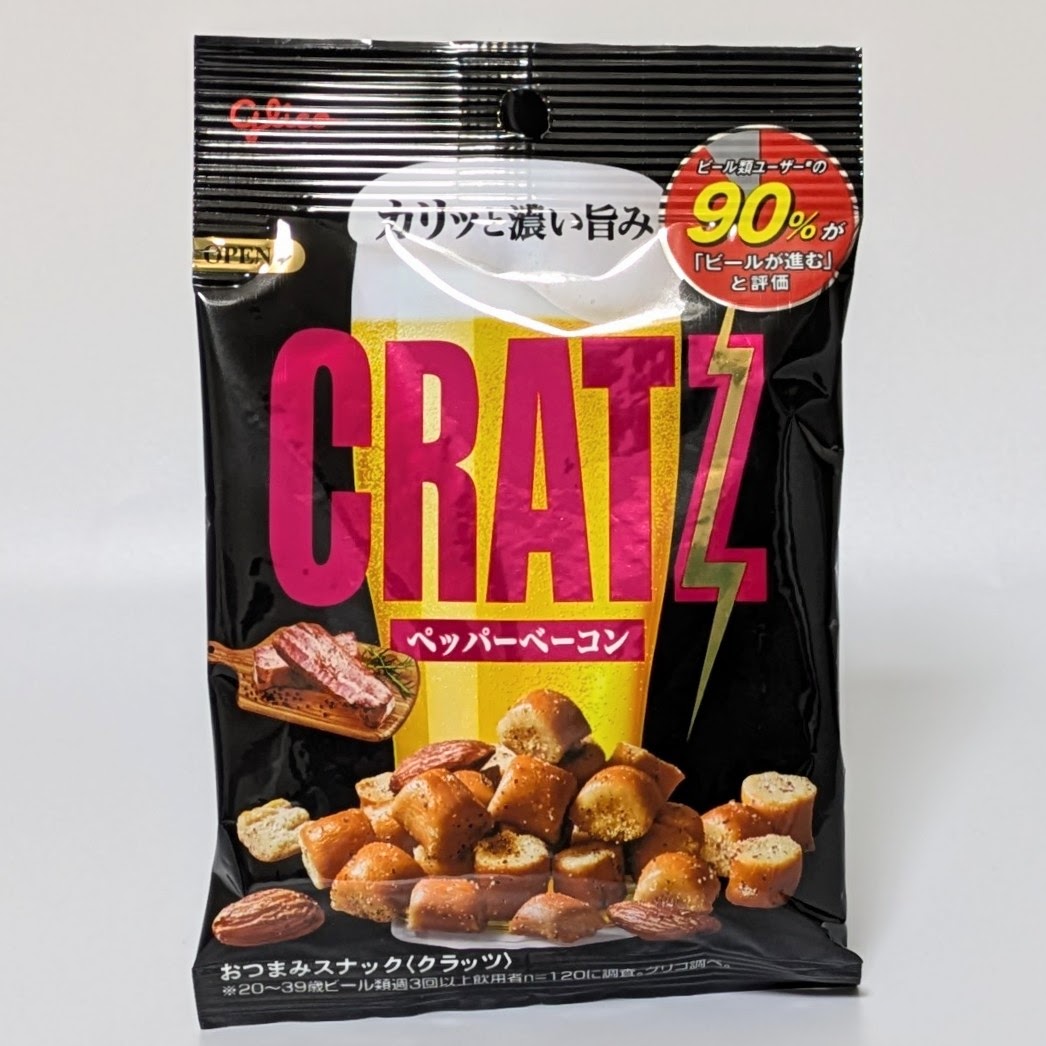 Glico
ビール類ユーザー※の
90%が
「ビールが進む」
と評価
カリッと濃い旨み
OPEN
CRATZ
ペッパーベーコン
おつまみスナック〈クラッツ〉
※20〜39歳ビール類週3回以上飲用者n=120に調査。グリコ調べ。